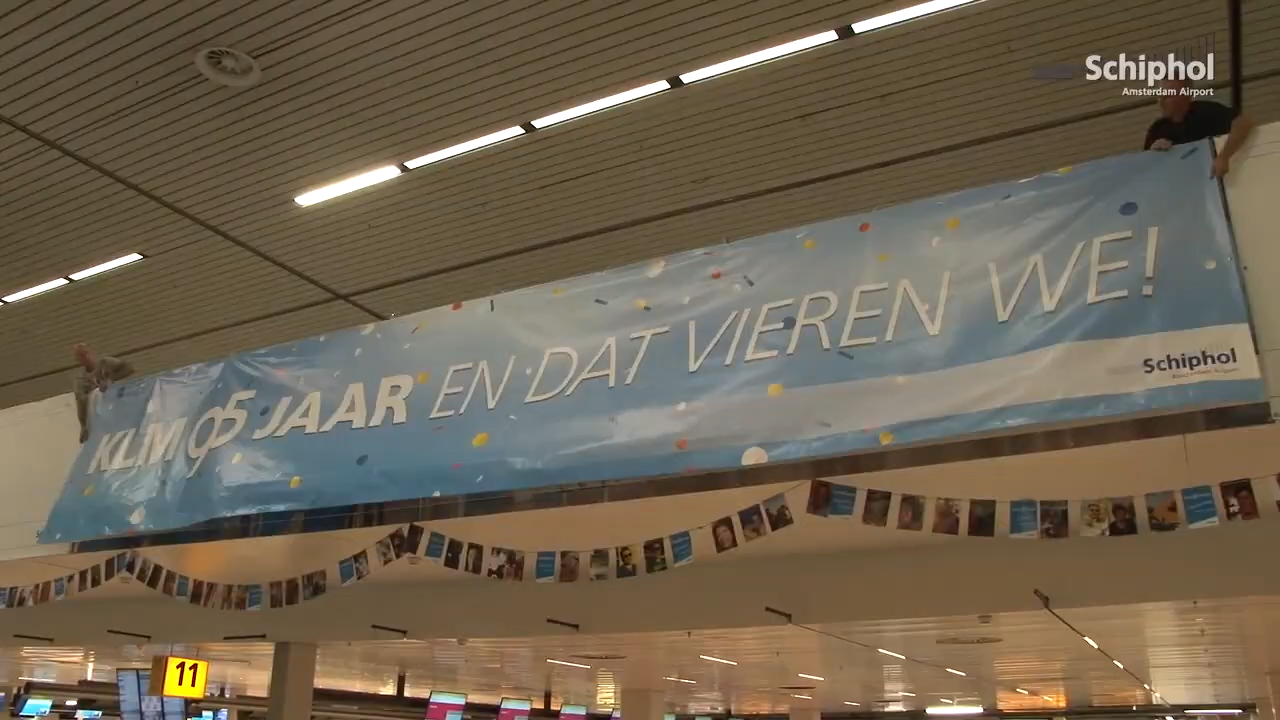 Schiphol
Amsterdam Airport
KLM 95 JAAR EN DAT VIEREN WE!
Schiphol
11